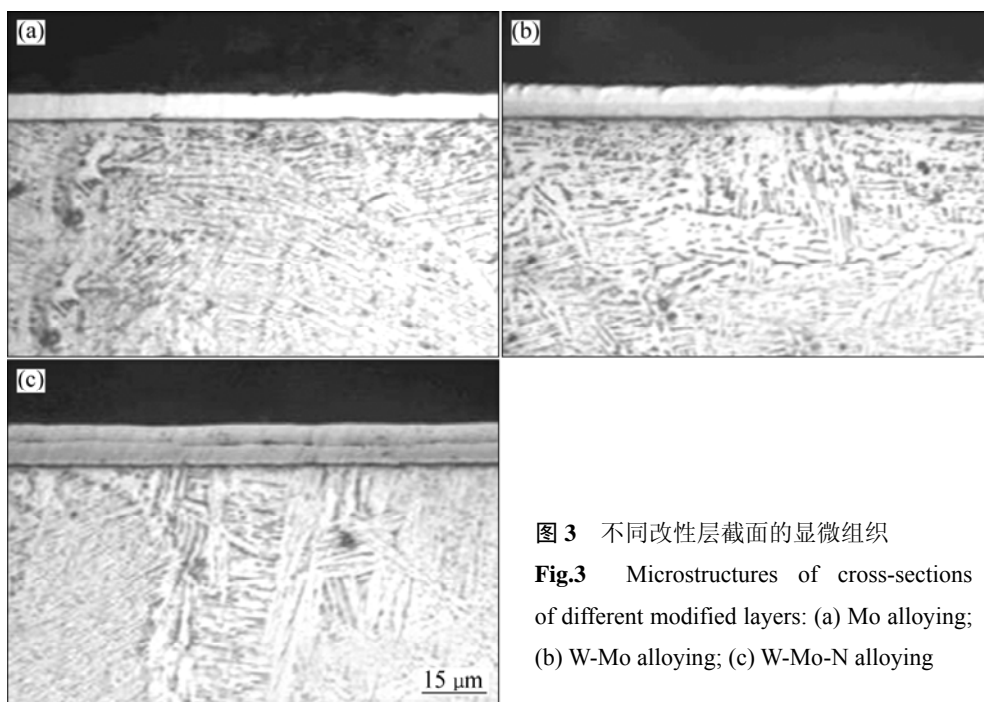 (a)
(b)
(c)
15 μm
图 3 不同改性层截面的显微组织
Fig.3 Microstructures of cross-sections
of different modified layers: (a) Mo alloying;
(b) W-Mo alloying; (c) W-Mo-N alloying